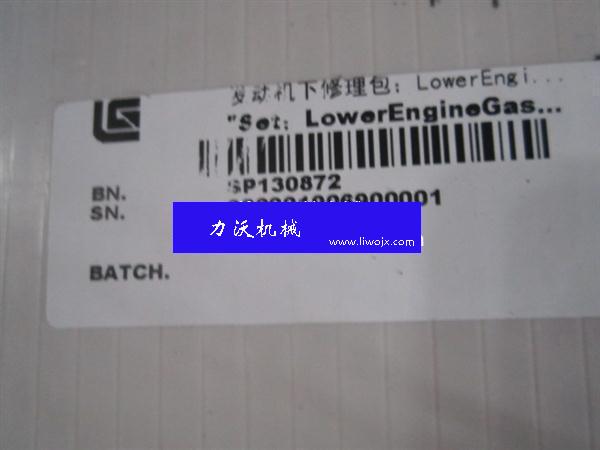 发动机下修理包; LowerEngi...
"Set; LowerEngineGas...
BN. SP130872
SN.
力沃机械
www.liwojx.com
BATCH.